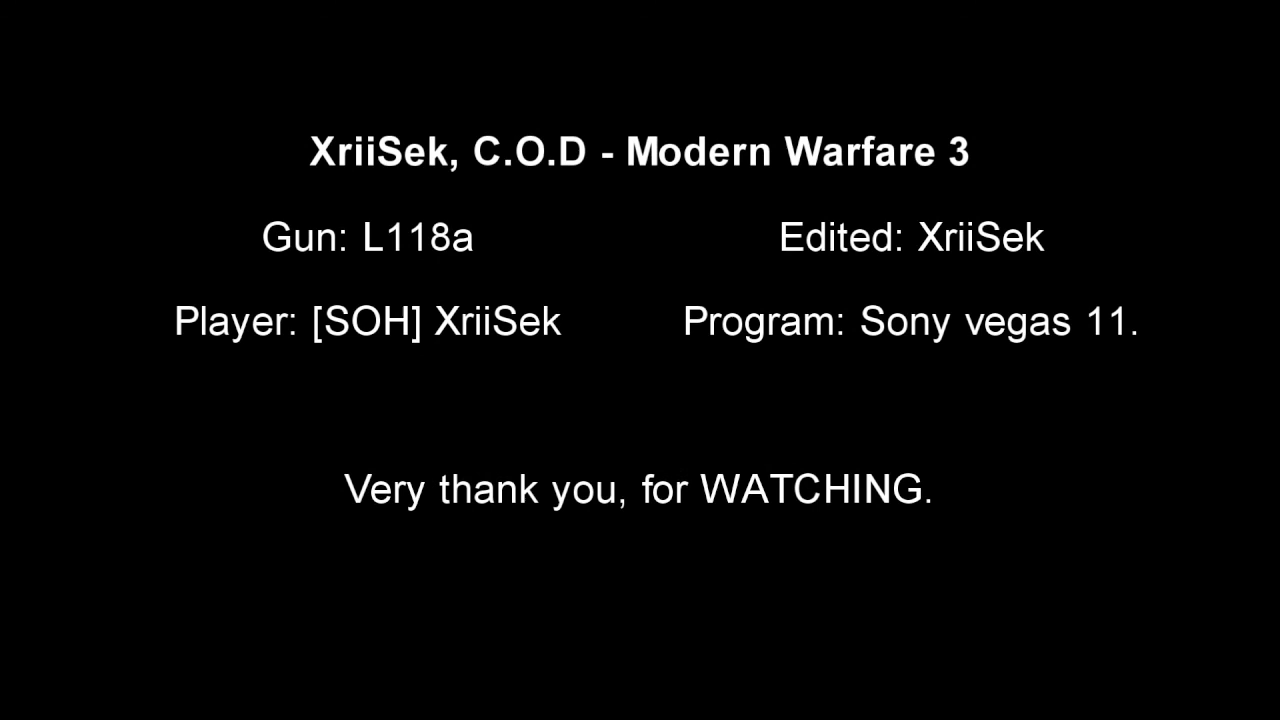 XriiSek, C.O.D - Modern Warfare 3
Gun: L118a
Edited: XriiSek
Player: [SOH] XriiSek
Program: Sony vegas 11.
Very thank you, for WATCHING.